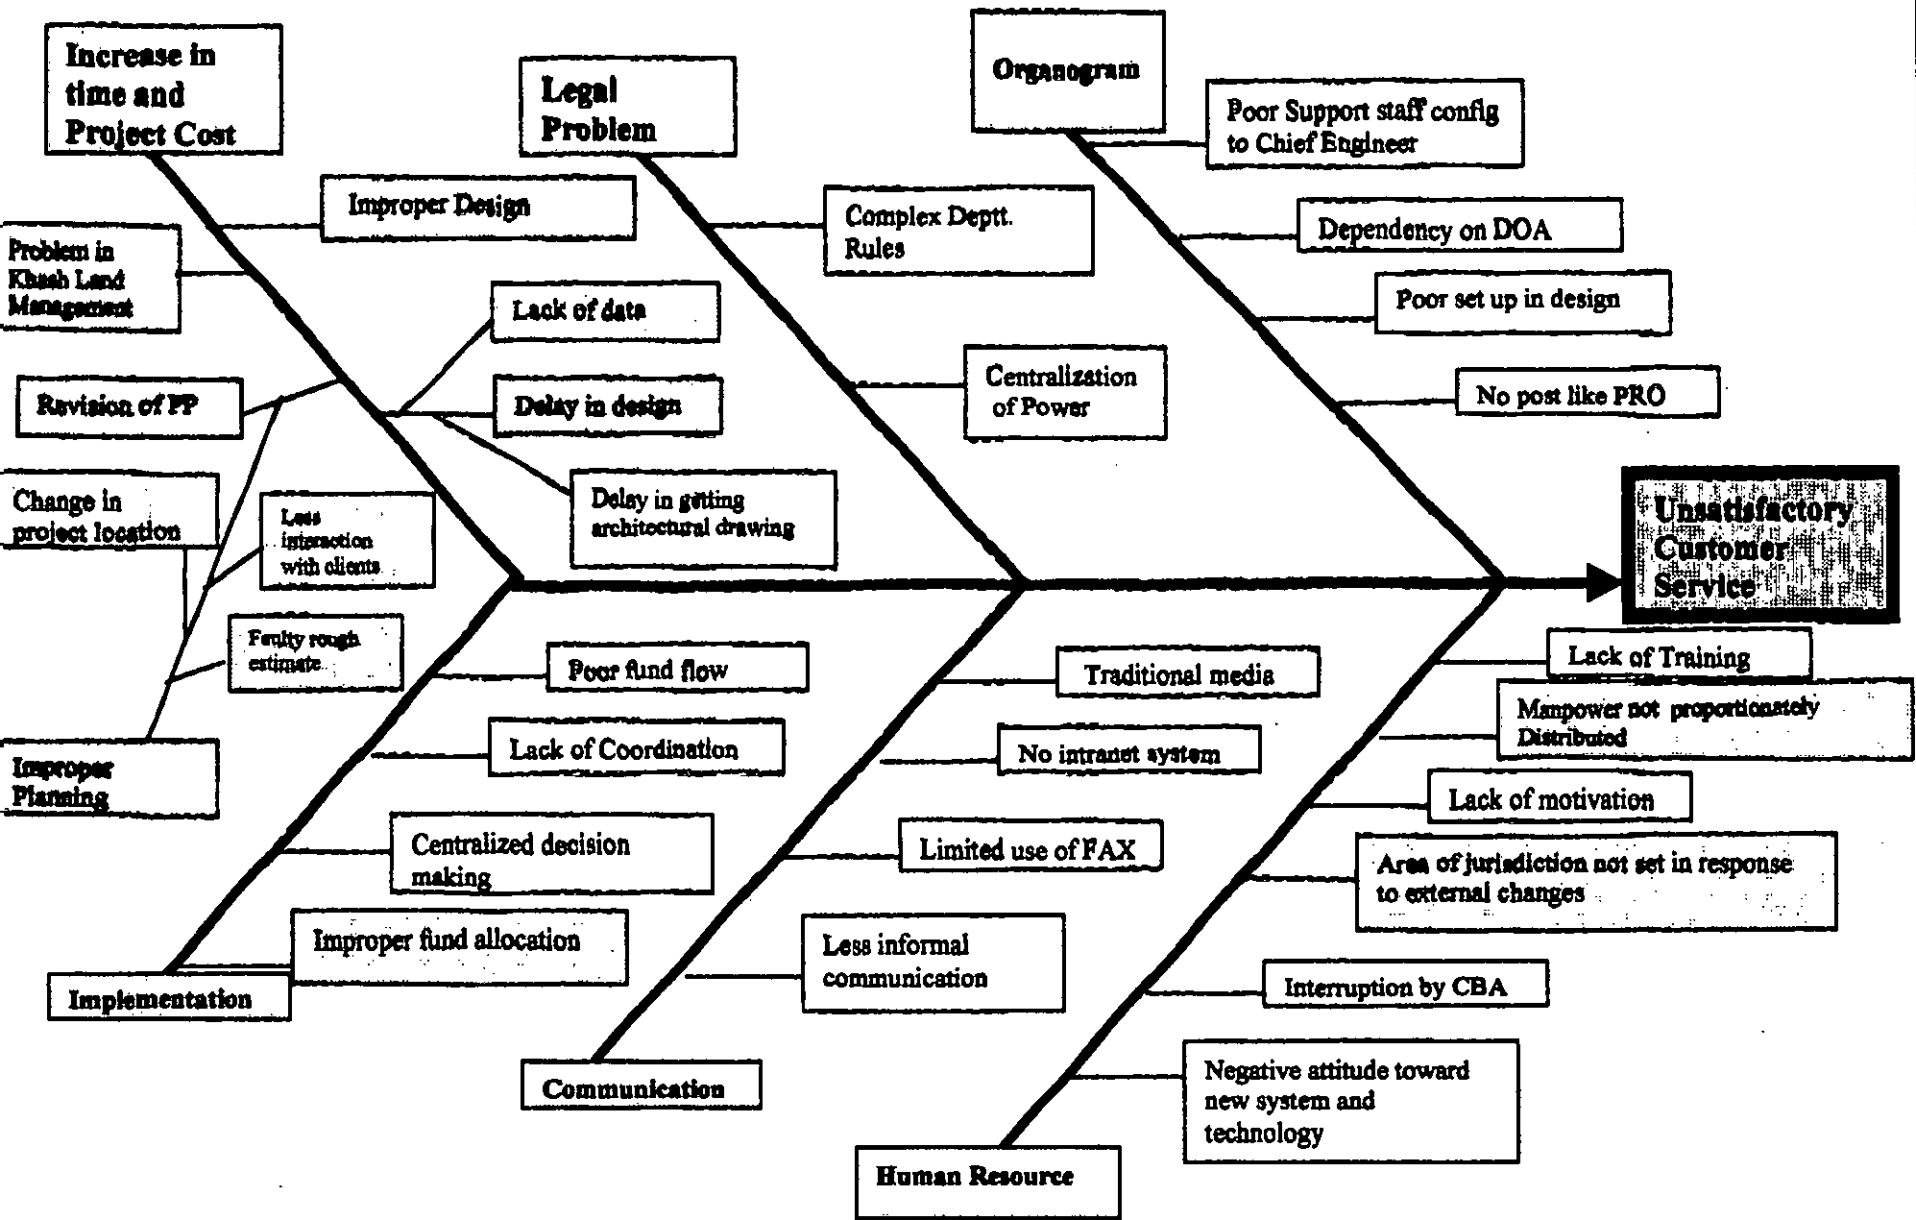 Increase in
time and
Project Cost
Legal
Problem
Organogram
Poor Support staff config
to Chief Engineer
Improper Design
Complex Deptt.
Rules
Dependency on DOA
Problem in
Khash Land
Management
Lack of data
Poor set up in design
Centralization
of Power
Revision of PP
Delay in design
No post like PRO
Change in
project location
Less
interaction
with clients
Delay in getting
architectural drawing
Unsatisfactory
Customer
Service
Faulty rough
estimate
Poor fund flow
Traditional media
Lack of Training
Manpower not proportionately
Distributed
Lack of Coordination
No intranet system
Improper
Planning
Lack of motivation
Centralized decision
making
Limited use of FAX
Area of jurisdiction not set in response
to external changes
Improper fund allocation
Less informal
communication
Implementation
Interruption by CBA
Communication
Negative attitude toward
new system and
technology
Human Resource